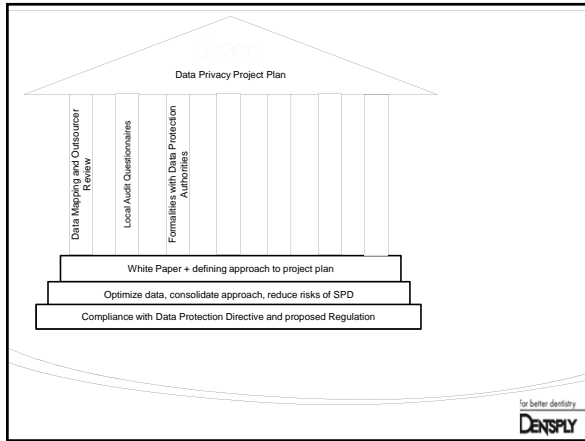 Data Privacy Project Plan
Data Mapping and Outsourcer
Review
Local Audit Questionnaires
Formalities with Data Protection
Authorities
White Paper + defining approach to project plan
Optimize data, consolidate approach, reduce risks of SPD
Compliance with Data Protection Directive and proposed Regulation
For better dentistry
DENTSPLY